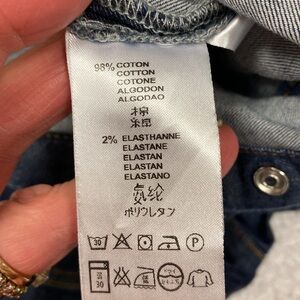 98% COTON
COTTON
COTONE
ALGODON
ALGODAO
棉
綿
2% ELASTHANNE
ELASTANE
ELASTAN
ELASTAN
ELASTANO
氨纶
ポリウレタン
30
P
30